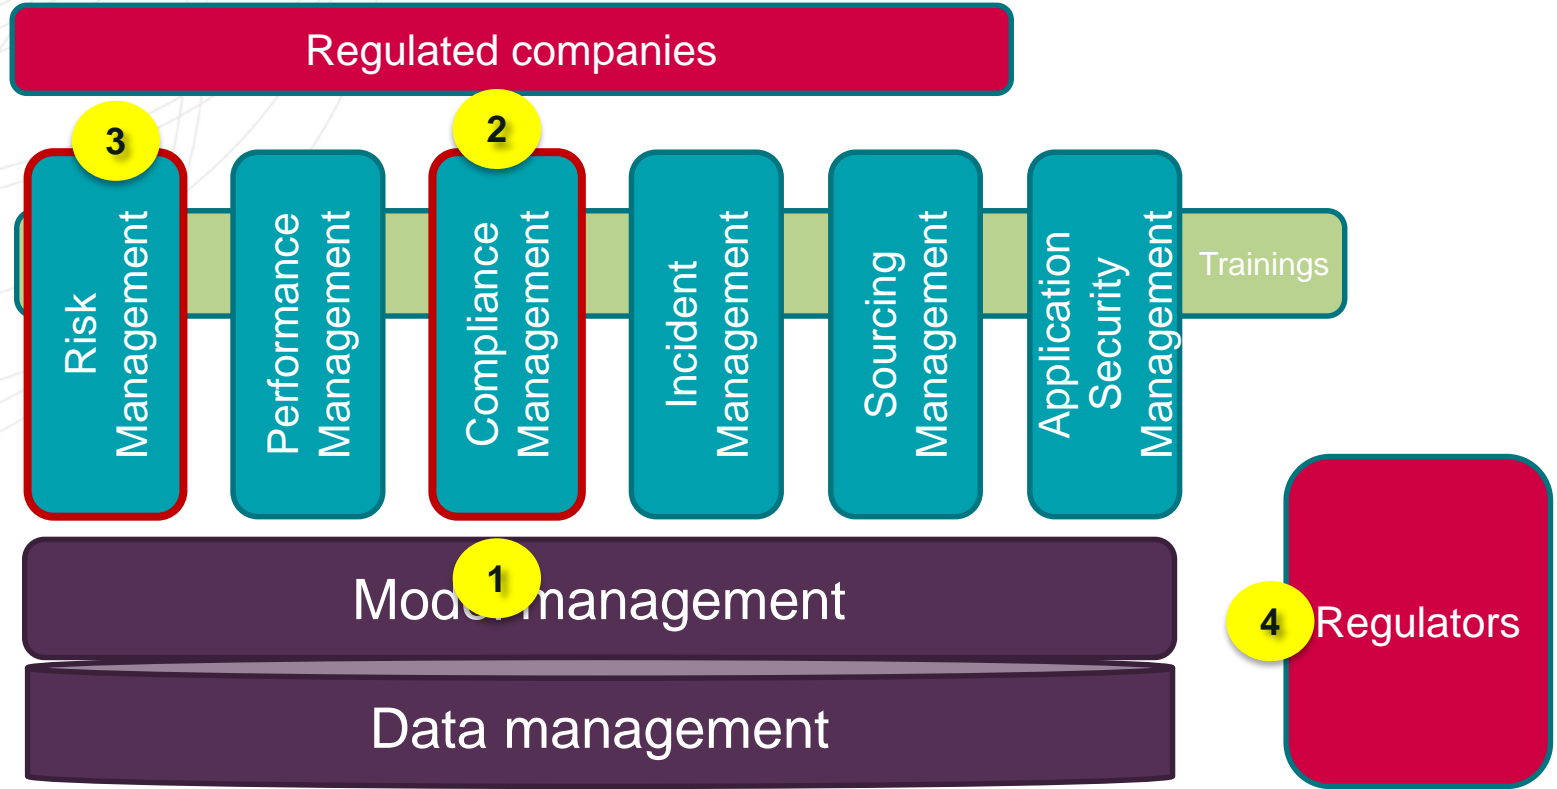 Regulated companies
3
2
Risk
Management
Performance
Management
Compliance
Management
Incident
Management
Sourcing
Management
Application
Security
Management
Trainings
1
Mod management
4
Regulators
Data management